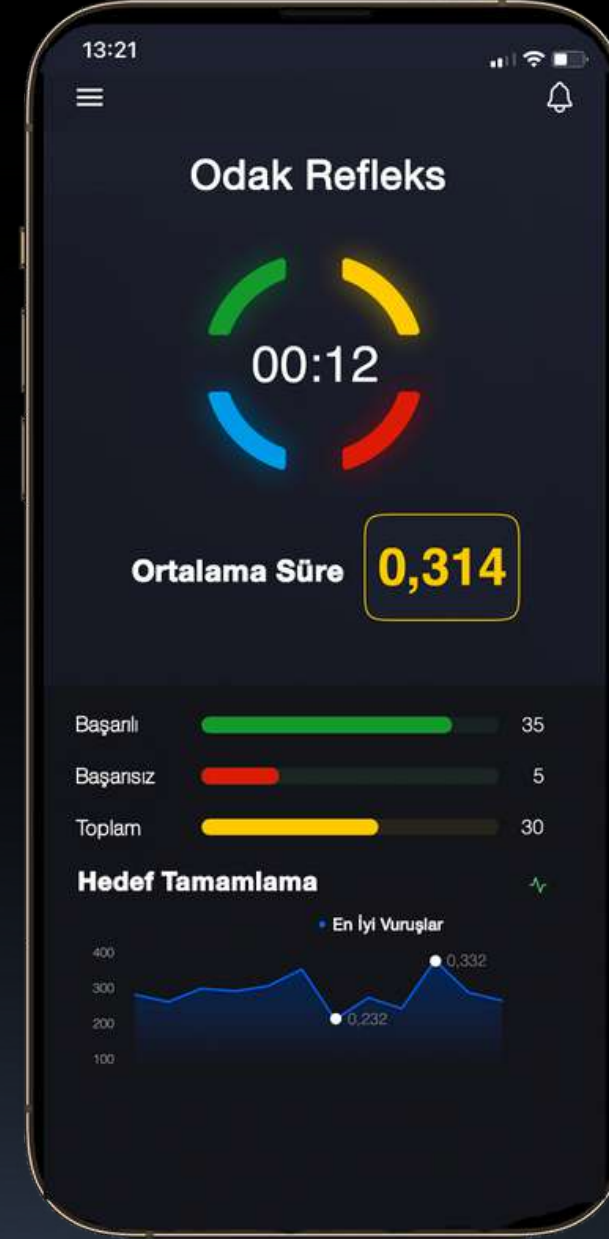 13:21
Odak Refleks
00:12
Ortalama Süre 0,314
Başarılı 35
Başarısız 5
Toplam 30
Hedef Tamamlama
En İyi Vuruşlar
400
0,332
300
200
0,232
100